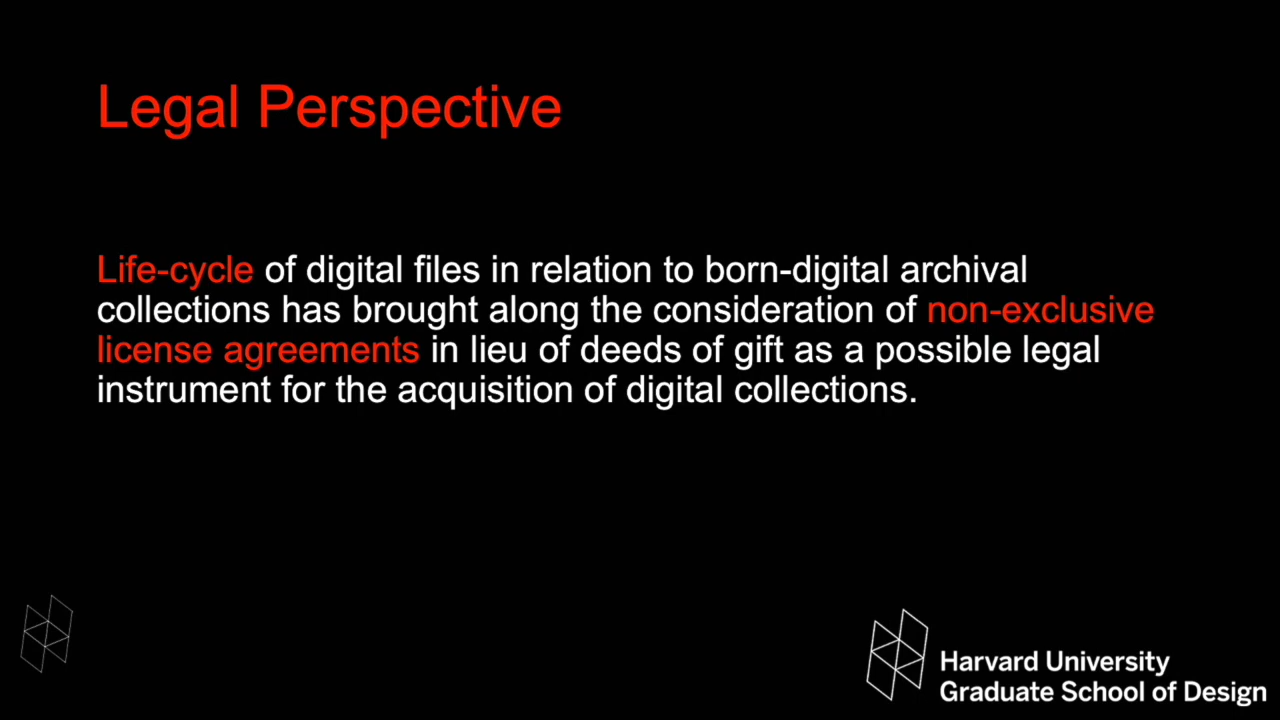 Legal Perspective
Life-cycle of digital files in relation to born-digital archival
collections has brought along the consideration of non-exclusive
license agreements in lieu of deeds of gift as a possible legal
instrument for the acquisition of digital collections.
Harvard University
Graduate School of Design